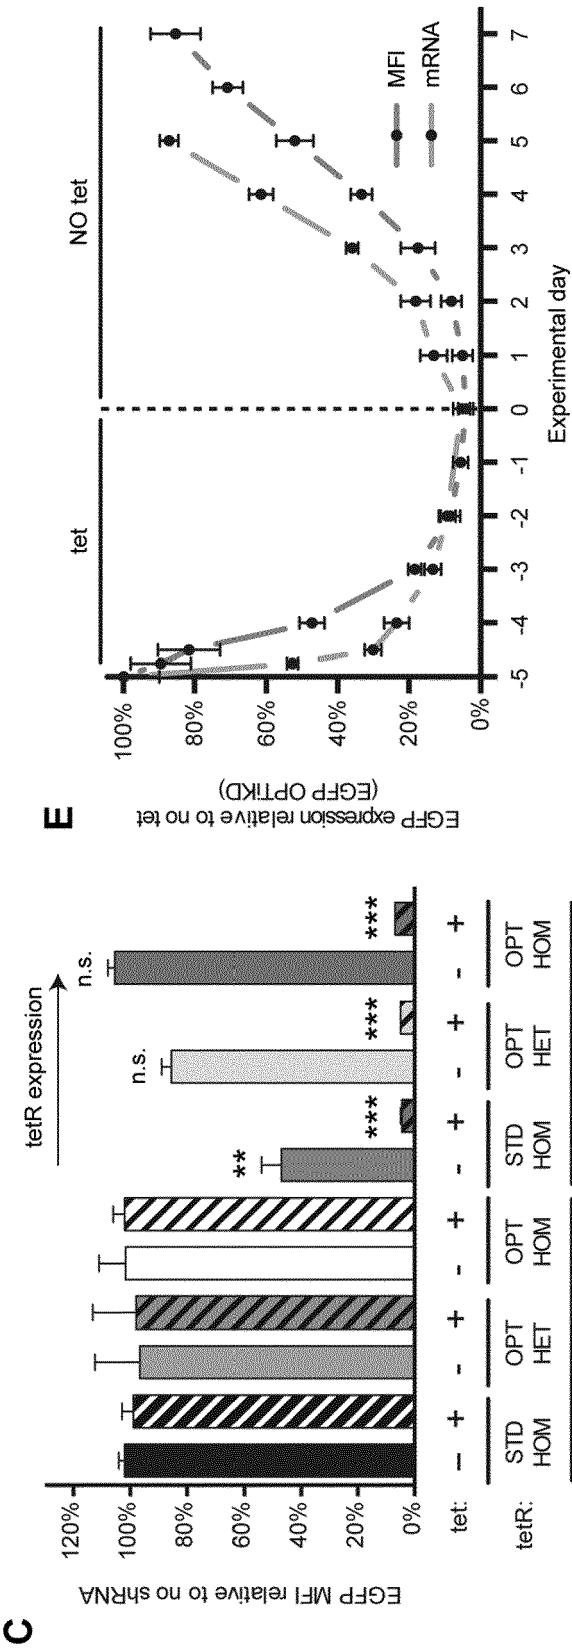 C
EGFP MFI relative to no shRNA
120%
100%
80%
60%
40%
20%
0%
tetR expression
**
***
n.s.
***
n.s.
***
tet:
- + - + - + - + - + - +
tetR:
STD HOM
OPT HET
OPT HOM
STD HOM
OPT HET
OPT HOM
E
EGFP expression relative to no tet
(EGFP OPTiKD)
100%
80%
60%
40%
20%
0%
tet
NO tet
MFI
mRNA
-5 -4 -3 -2 -1 0 1 2 3 4 5 6 7
Experimental day